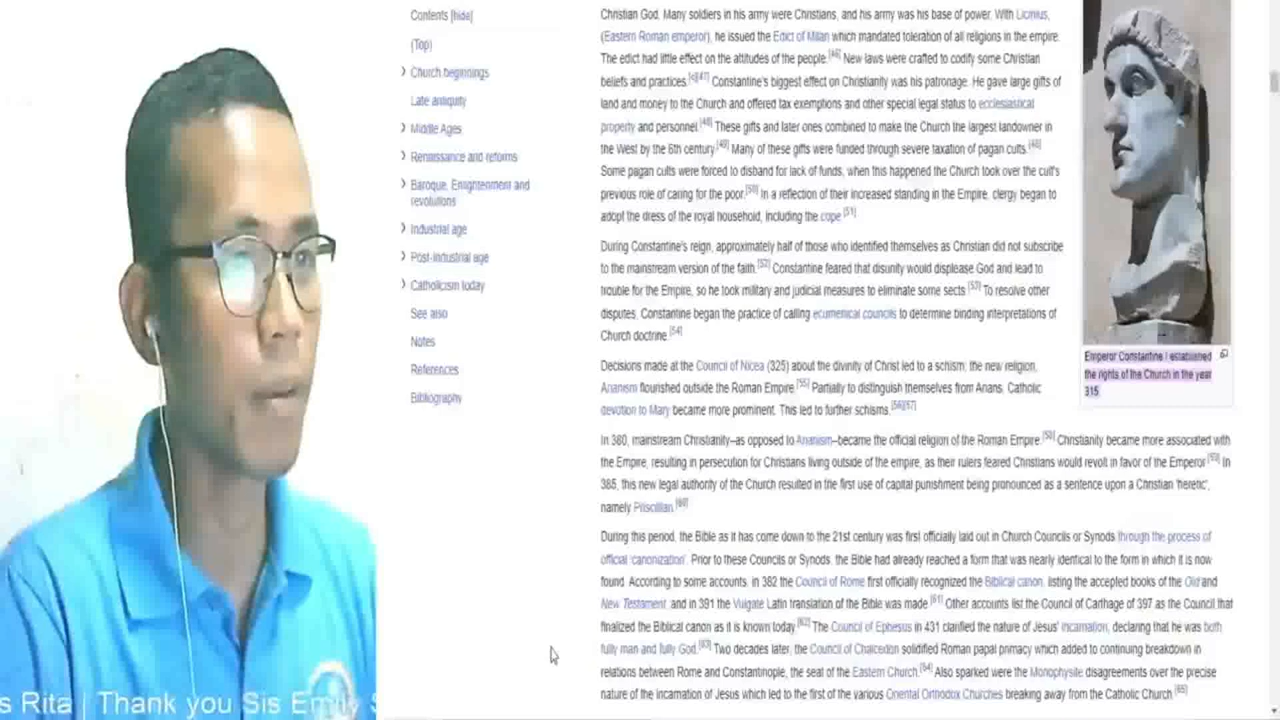 Contents [hide]
(Top)
Church beginnings
Late antiquity
Middle Ages
Renaissance and reforms
Baroque, Enlightenment and
revolutions
Industrial age
Post-industrial age
Catholicism today
See also
Notes
References
Bibliography
Christian God. Many soldiers in his army were Christians, and his army was his base of power. With Licinius,
(Eastern Roman emperor), he issued the Edict of Milan which mandated toleration of all religions in the empire.
The edict had little effect on the attitudes of the people.[46] New laws were crafted to codify some Christian
beliefs and practices.[c][47] Constantine's biggest effect on Christianity was his patronage. He gave large gifts of
land and money to the Church and offered tax exemptions and other special legal status to ecclesiastical
property and personnel.[48] These gifts and later ones combined to make the Church the largest landowner in
the West by the 6th century.[49] Many of these gifts were funded through severe taxation of pagan cults.[48]
Some pagan cults were forced to disband for lack of funds; when this happened the Church took over the cult's
previous role of caring for the poor.[50] In a reflection of their increased standing in the Empire, clergy began to
adopt the dress of the royal household, including the cope.[51]
During Constantine's reign, approximately half of those who identified themselves as Christian did not subscribe
to the mainstream version of the faith.[52] Constantine feared that disunity would displease God and lead to
trouble for the Empire, so he took military and judicial measures to eliminate some sects.[53] To resolve other
disputes, Constantine began the practice of calling ecumenical councils to determine binding interpretations of
Church doctrine.[54]
Decisions made at the Council of Nicea (325) about the divinity of Christ led to a schism; the new religion,
Arianism flourished outside the Roman Empire.[55] Partially to distinguish themselves from Arians, Catholic
devotion to Mary became more prominent. This led to further schisms.[56][57]
In 380, mainstream Christianity–as opposed to Arianism–became the official religion of the Roman Empire.[58] Christianity became more associated with
the Empire, resulting in persecution for Christians living outside of the empire, as their rulers feared Christians would revolt in favor of the Emperor.[59] In
385, this new legal authority of the Church resulted in the first use of capital punishment being pronounced as a sentence upon a Christian 'heretic',
namely Priscillian.[60]
During this period, the Bible as it has come down to the 21st century was first officially laid out in Church Councils or Synods through the process of
official 'canonization'. Prior to these Councils or Synods, the Bible had already reached a form that was nearly identical to the form in which it is now
found. According to some accounts, in 382 the Council of Rome first officially recognized the Biblical canon, listing the accepted books of the Old and
New Testament, and in 391 the Vulgate Latin translation of the Bible was made.[61] Other accounts list the Council of Carthage of 397 as the Council that
finalized the Biblical canon as it is known today.[62] The Council of Ephesus in 431 clarified the nature of Jesus' incarnation, declaring that he was both
fully man and fully God.[63] Two decades later, the Council of Chalcedon solidified Roman papal primacy which added to continuing breakdown in
relations between Rome and Constantinople, the seat of the Eastern Church.[64] Also sparked were the Monophysite disagreements over the precise
nature of the incarnation of Jesus which led to the first of the various Oriental Orthodox Churches breaking away from the Catholic Church.[65]
Emperor Constantine I established
the rights of the Church in the year
315
s Rita | Thank you Sis